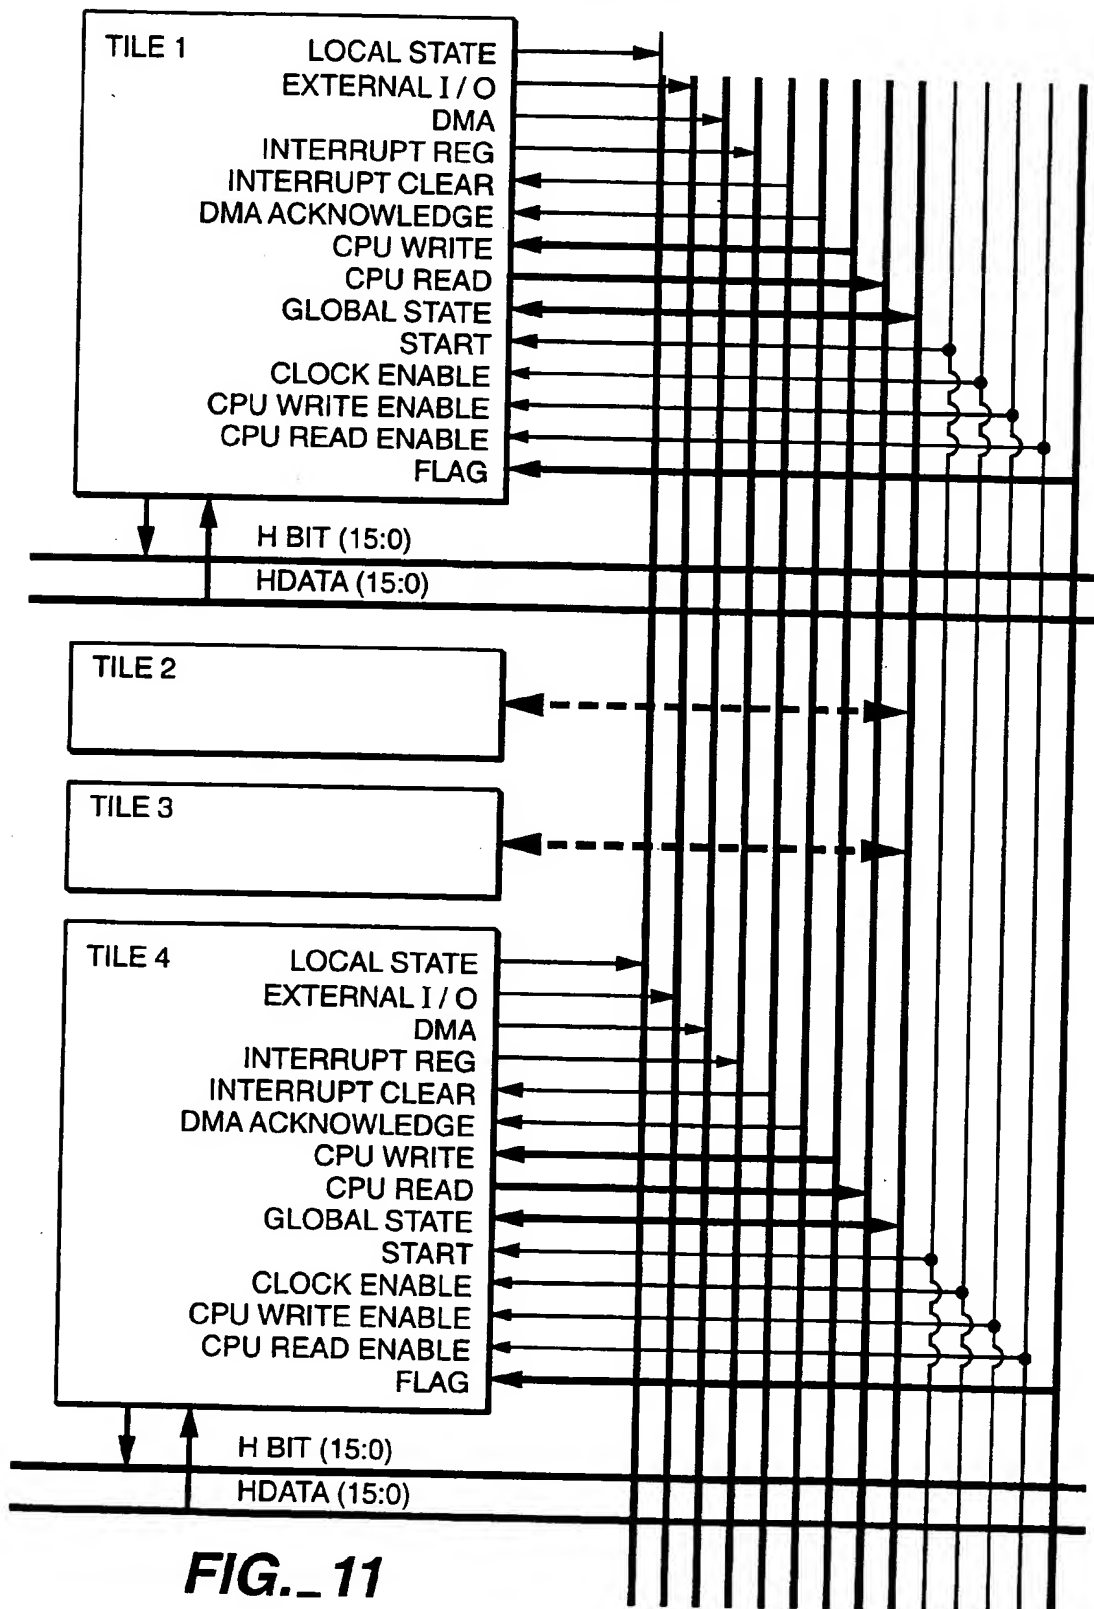 TILE 1
LOCAL STATE
EXTERNAL I / O
DMA
INTERRUPT REG
INTERRUPT CLEAR
DMA ACKNOWLEDGE
CPU WRITE
CPU READ
GLOBAL STATE
START
CLOCK ENABLE
CPU WRITE ENABLE
CPU READ ENABLE
FLAG
H BIT (15:0)
HDATA (15:0)
TILE 2
TILE 3
TILE 4
LOCAL STATE
EXTERNAL I / O
DMA
INTERRUPT REG
INTERRUPT CLEAR
DMA ACKNOWLEDGE
CPU WRITE
CPU READ
GLOBAL STATE
START
CLOCK ENABLE
CPU WRITE ENABLE
CPU READ ENABLE
FLAG
H BIT (15:0)
HDATA (15:0)
FIG._11